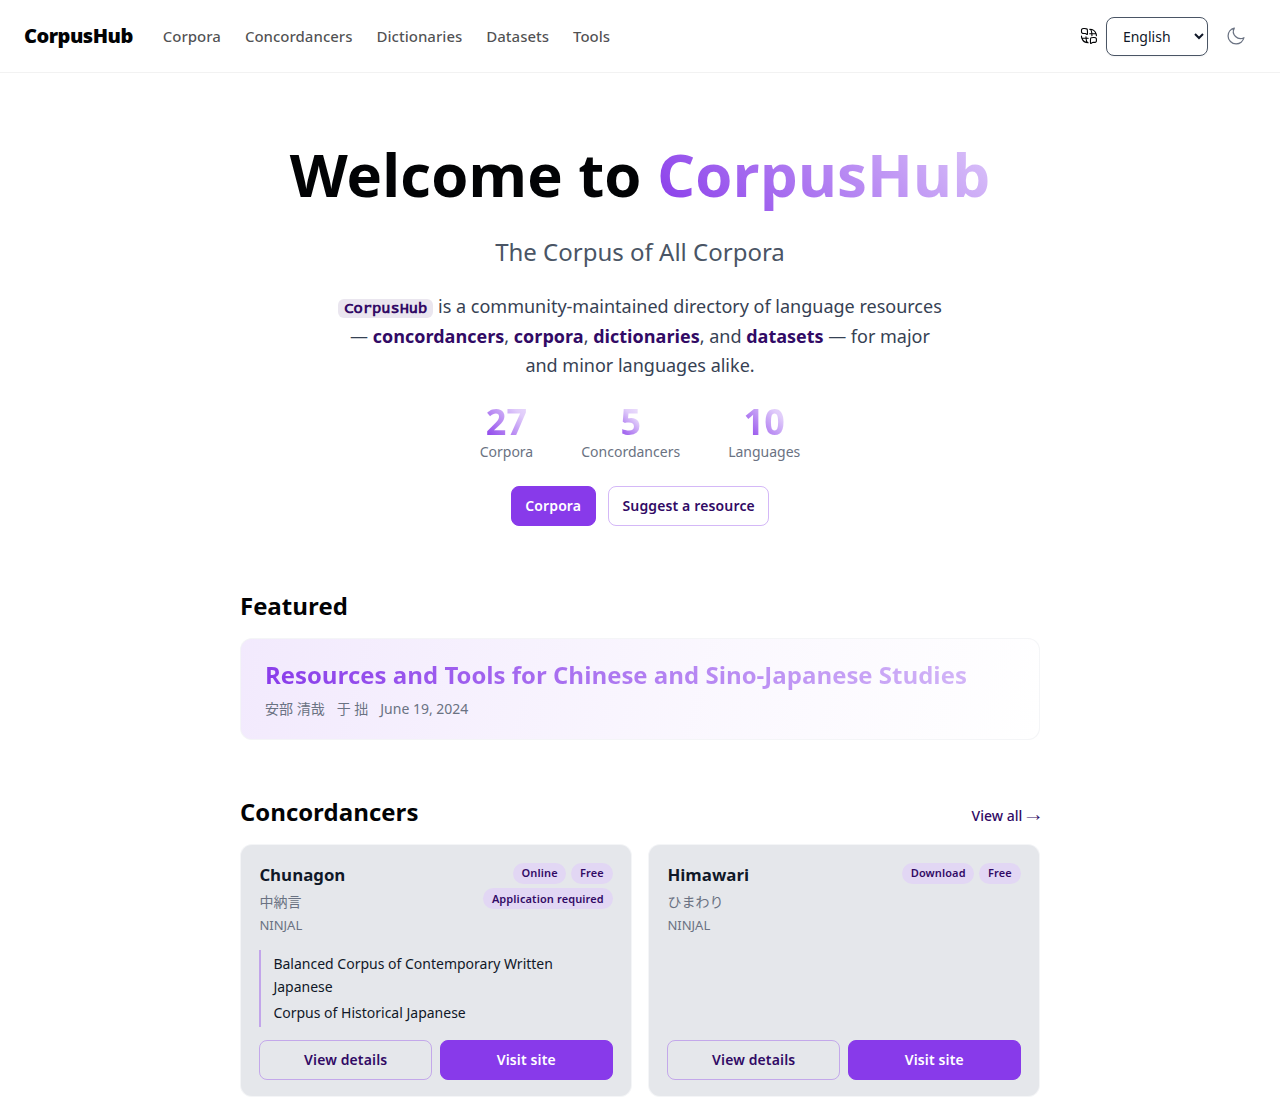 CorpusHub Corpora Concordancers Dictionaries Datasets Tools English
Welcome to CorpusHub
The Corpus of All Corpora
CorpusHub is a community-maintained directory of language resources
— concordancers, corpora, dictionaries, and datasets — for major
and minor languages alike.
27 5 10
Corpora Concordancers Languages
Corpora Suggest a resource
Featured
Resources and Tools for Chinese and Sino-Japanese Studies
安部 清哉 于 拙 June 19, 2024
Concordancers View all →
Chunagon Online Free
中納言 Application required
NINJAL
Balanced Corpus of Contemporary Written
Japanese
Corpus of Historical Japanese
View details Visit site
Himawari Download Free
ひまわり
NINJAL
View details Visit site